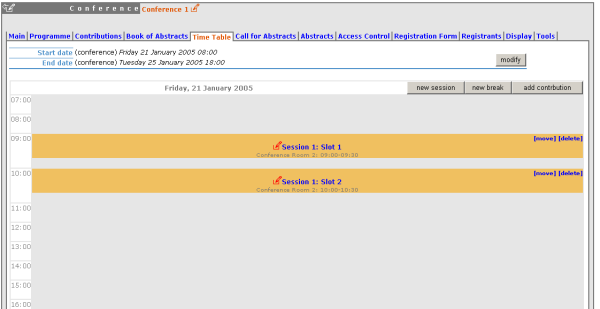 Conference Conference 1
Main Programme Contributions Book of Abstracts Time Table Call for Abstracts Abstracts Access Control Registration Form Registrants Display Tools
Start date (conference) Friday 21 January 2005 08:00
End date (conference) Tuesday 25 January 2005 18:00
modify
Friday, 21 January 2005 new session new break add contribution
07:00
08:00
09:00 [move] [delete]
Session 1: Slot 1
Conference Room 2: 09:00-09:30
10:00 [move] [delete]
Session 1: Slot 2
Conference Room 2: 10:00-10:30
11:00
12:00
13:00
14:00
15:00
16:00